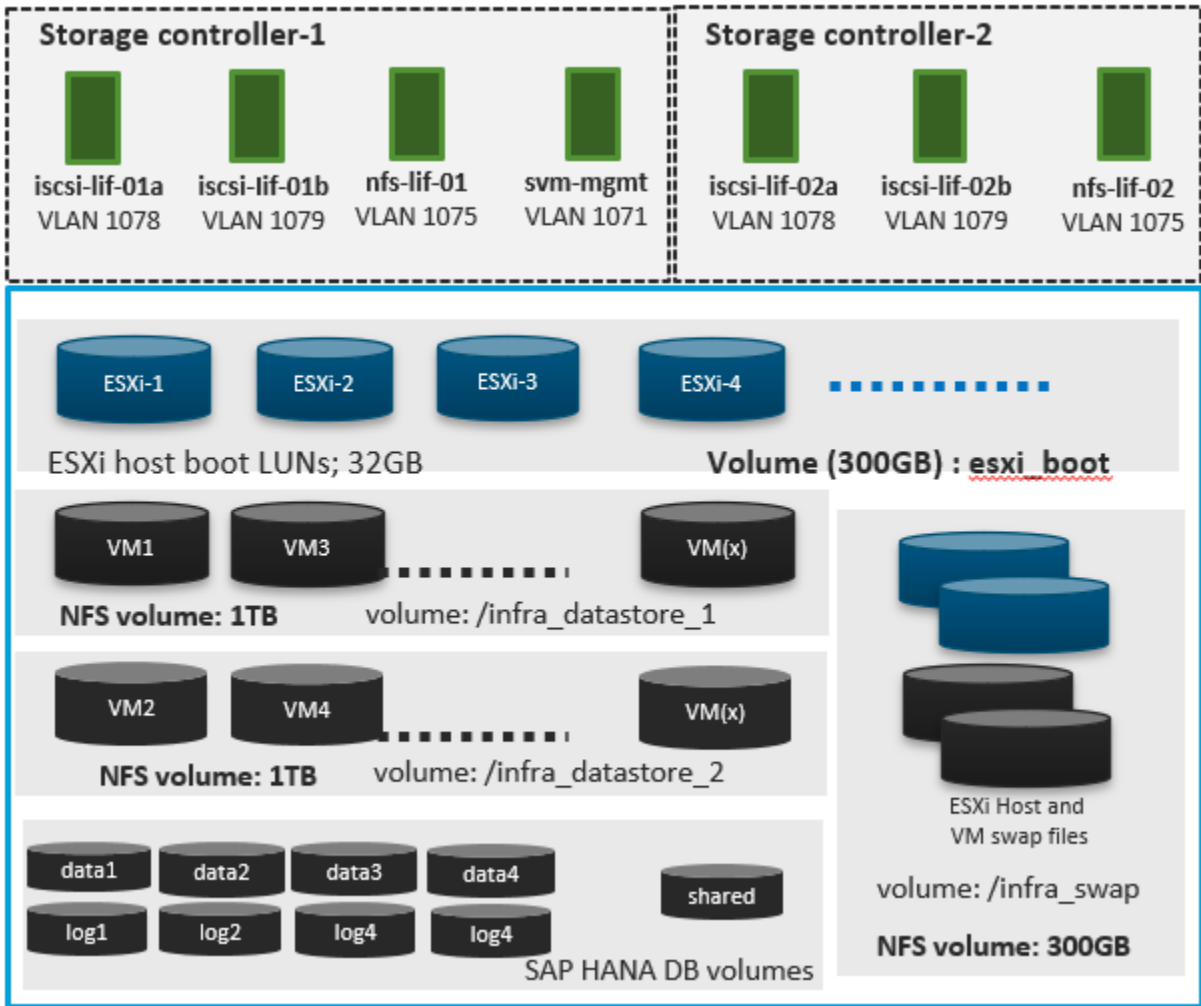 Storage controller-1
Storage controller-2
iscsi-lif-01a
VLAN 1078
iscsi-lif-01b
VLAN 1079
nfs-lif-01
VLAN 1075
svm-mgmt
VLAN 1071
iscsi-lif-02a
VLAN 1078
iscsi-lif-02b
VLAN 1079
nfs-lif-02
VLAN 1075
ESXi-1
ESXi-2
ESXi-3
ESXi-4
ESXi host boot LUNs; 32GB
Volume (300GB) : esxi_boot
VM1
VM3
VM(x)
NFS volume: 1TB
volume: /infra_datastore_1
VM2
VM4
VM(x)
NFS volume: 1TB
volume: /infra_datastore_2
ESXi Host and
VM swap files
volume: /infra_swap
NFS volume: 300GB
data1
data2
data3
data4
shared
log1
log2
log4
log4
SAP HANA DB volumes